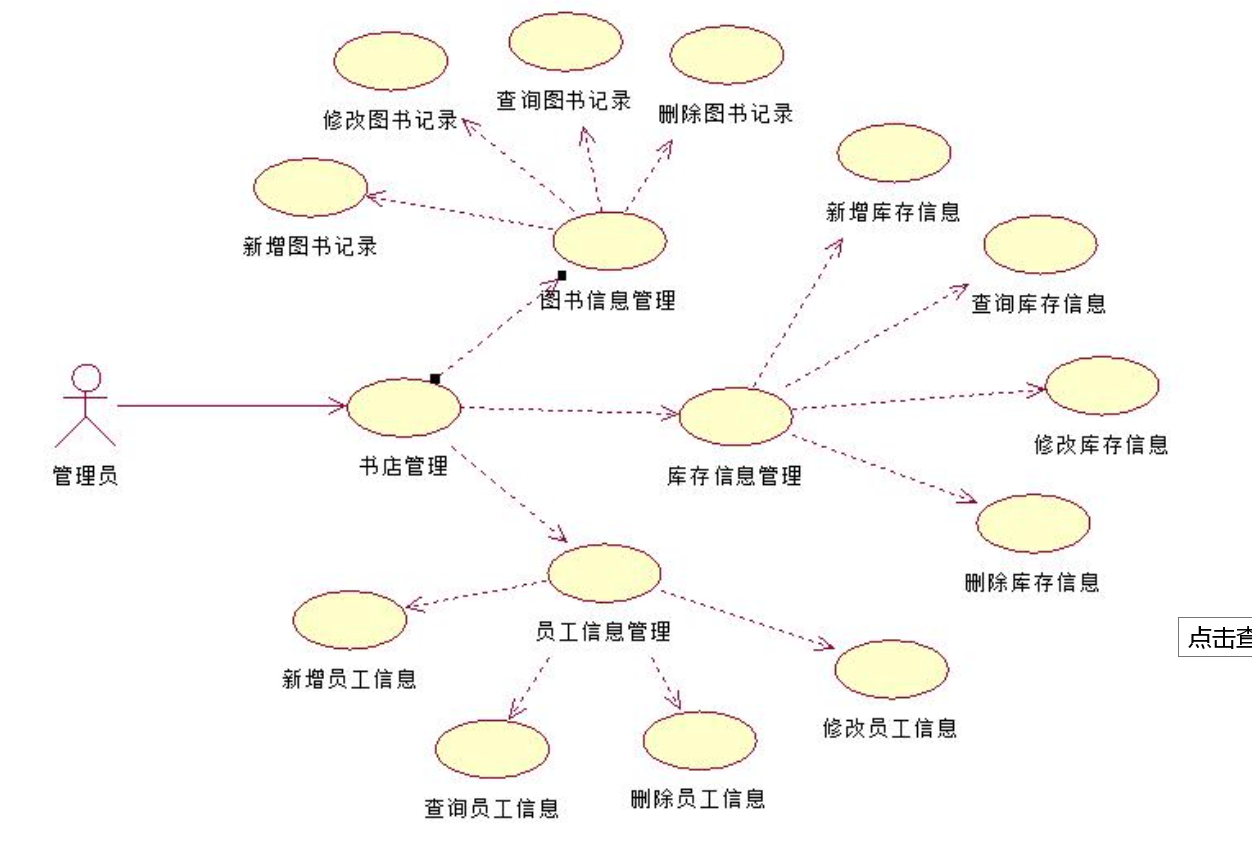 修改图书记录
查询图书记录
删除图书记录
新增图书记录
图书信息管理
新增库存信息
查询库存信息
修改库存信息
删除库存信息
库存信息管理
管理员
书店管理
员工信息管理
新增员工信息
查询员工信息
删除员工信息
修改员工信息
点击查